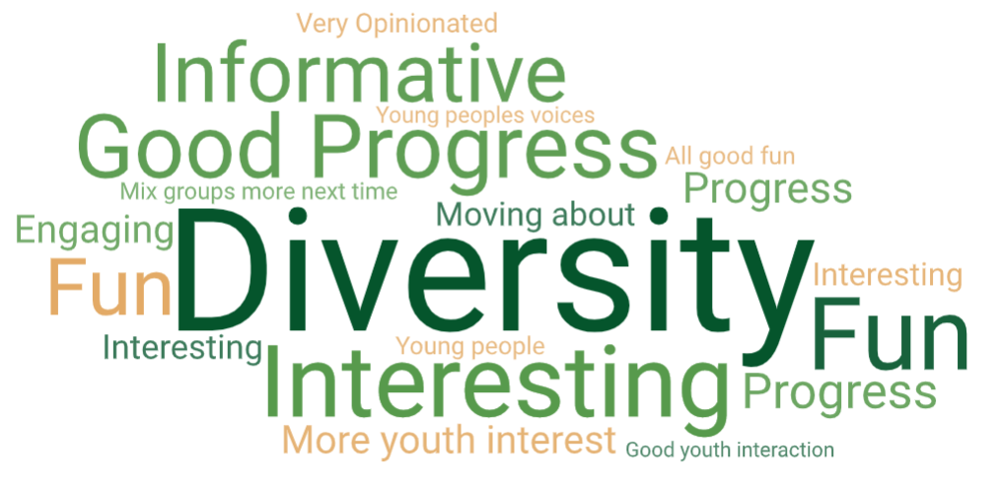 Very Opinionated
Informative
Young peoples voices
Good Progress
All good fun
Mix groups more next time
Progress
Moving about
Engaging
Diversity
Fun
Interesting
Fun
Interesting
Young people
Interesting
Progress
More youth interest
Good youth interaction